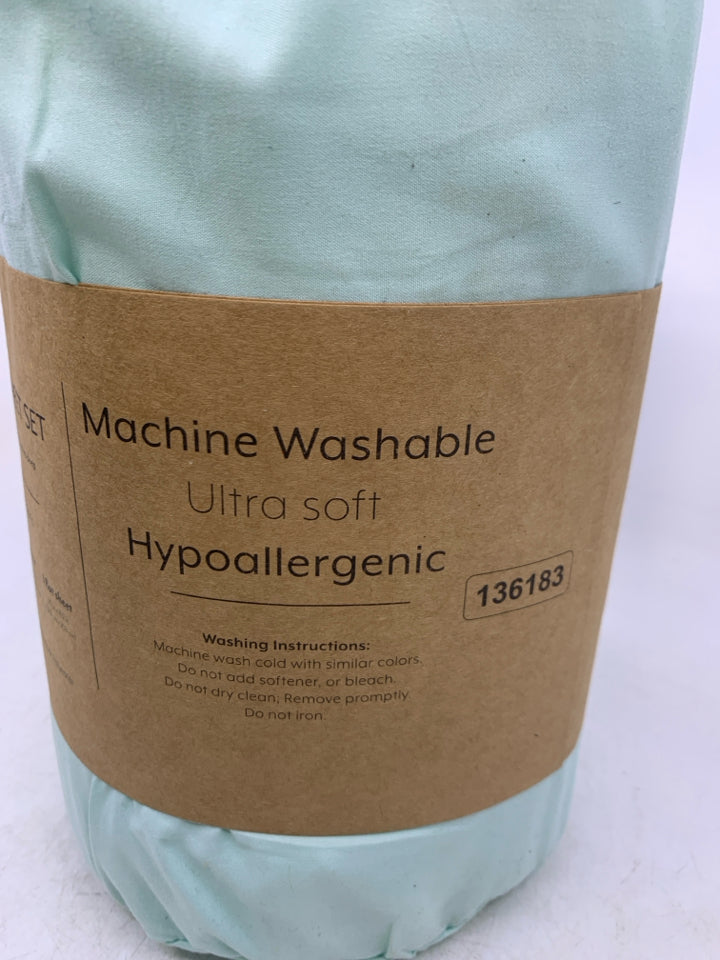 SET
Machine Washable
Ultra soft
Hypoallergenic
136183
Washing Instructions:
Machine wash cold with similar colors.
Do not add softener, or bleach.
Do not dry clean; Remove promptly.
Do not iron.